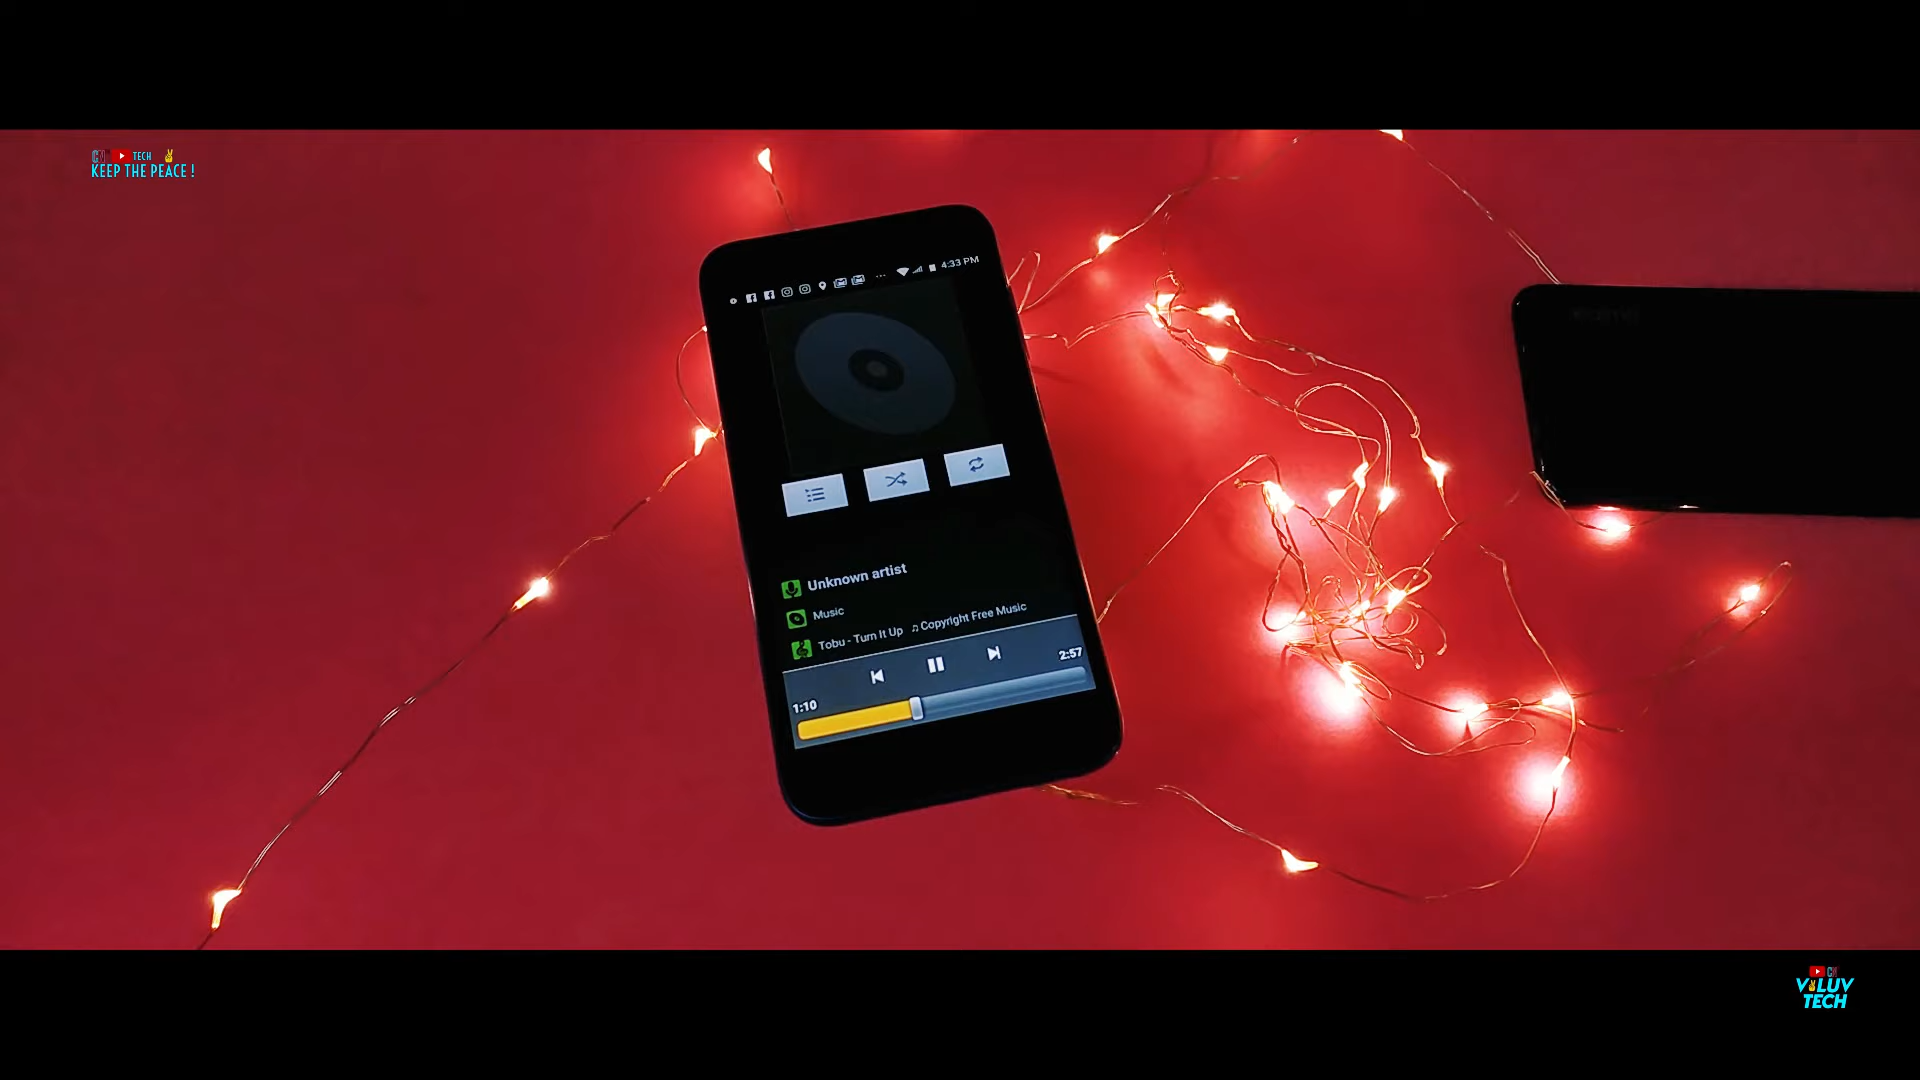 TECH
KEEP THE PEACE !
4:33 PM
Unknown artist
Music
Tobu - Turn It Up ♫ Copyright Free Music
2:57
1:10
V LUV
TECH